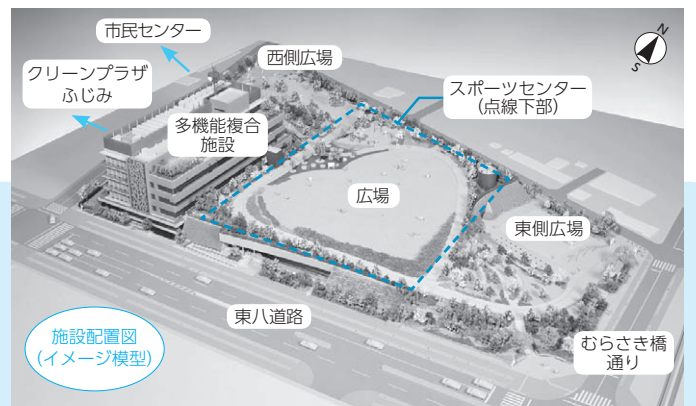 市民センター
西側広場
N
S
クリーンプラザ
ふじみ
スポーツセンター
(点線下部)
多機能複合
施設
広場
東側広場
東八道路
むらさき橋
通り
施設配置図
(イメージ模型)